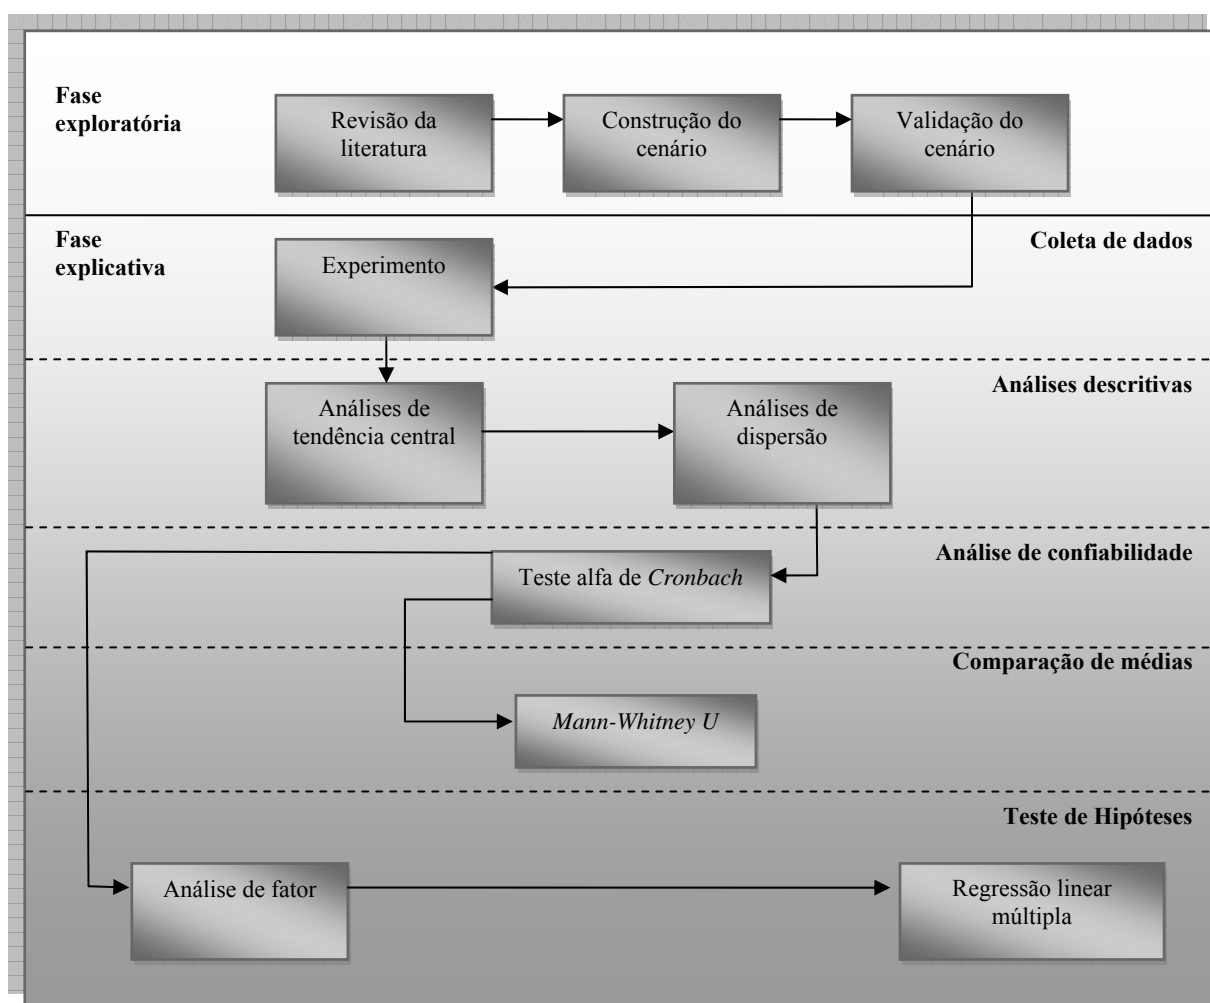 Fase
exploratória
Revisão da
literatura
Construção do
cenário
Validação do
cenário
Fase
explicativa
Coleta de dados
Experimento
Análises descritivas
Análises de
tendência central
Análises de
dispersão
Análise de confiabilidade
Teste alfa de Cronbach
Comparação de médias
Mann-Whitney U
Teste de Hipóteses
Análise de fator
Regressão linear
múltipla